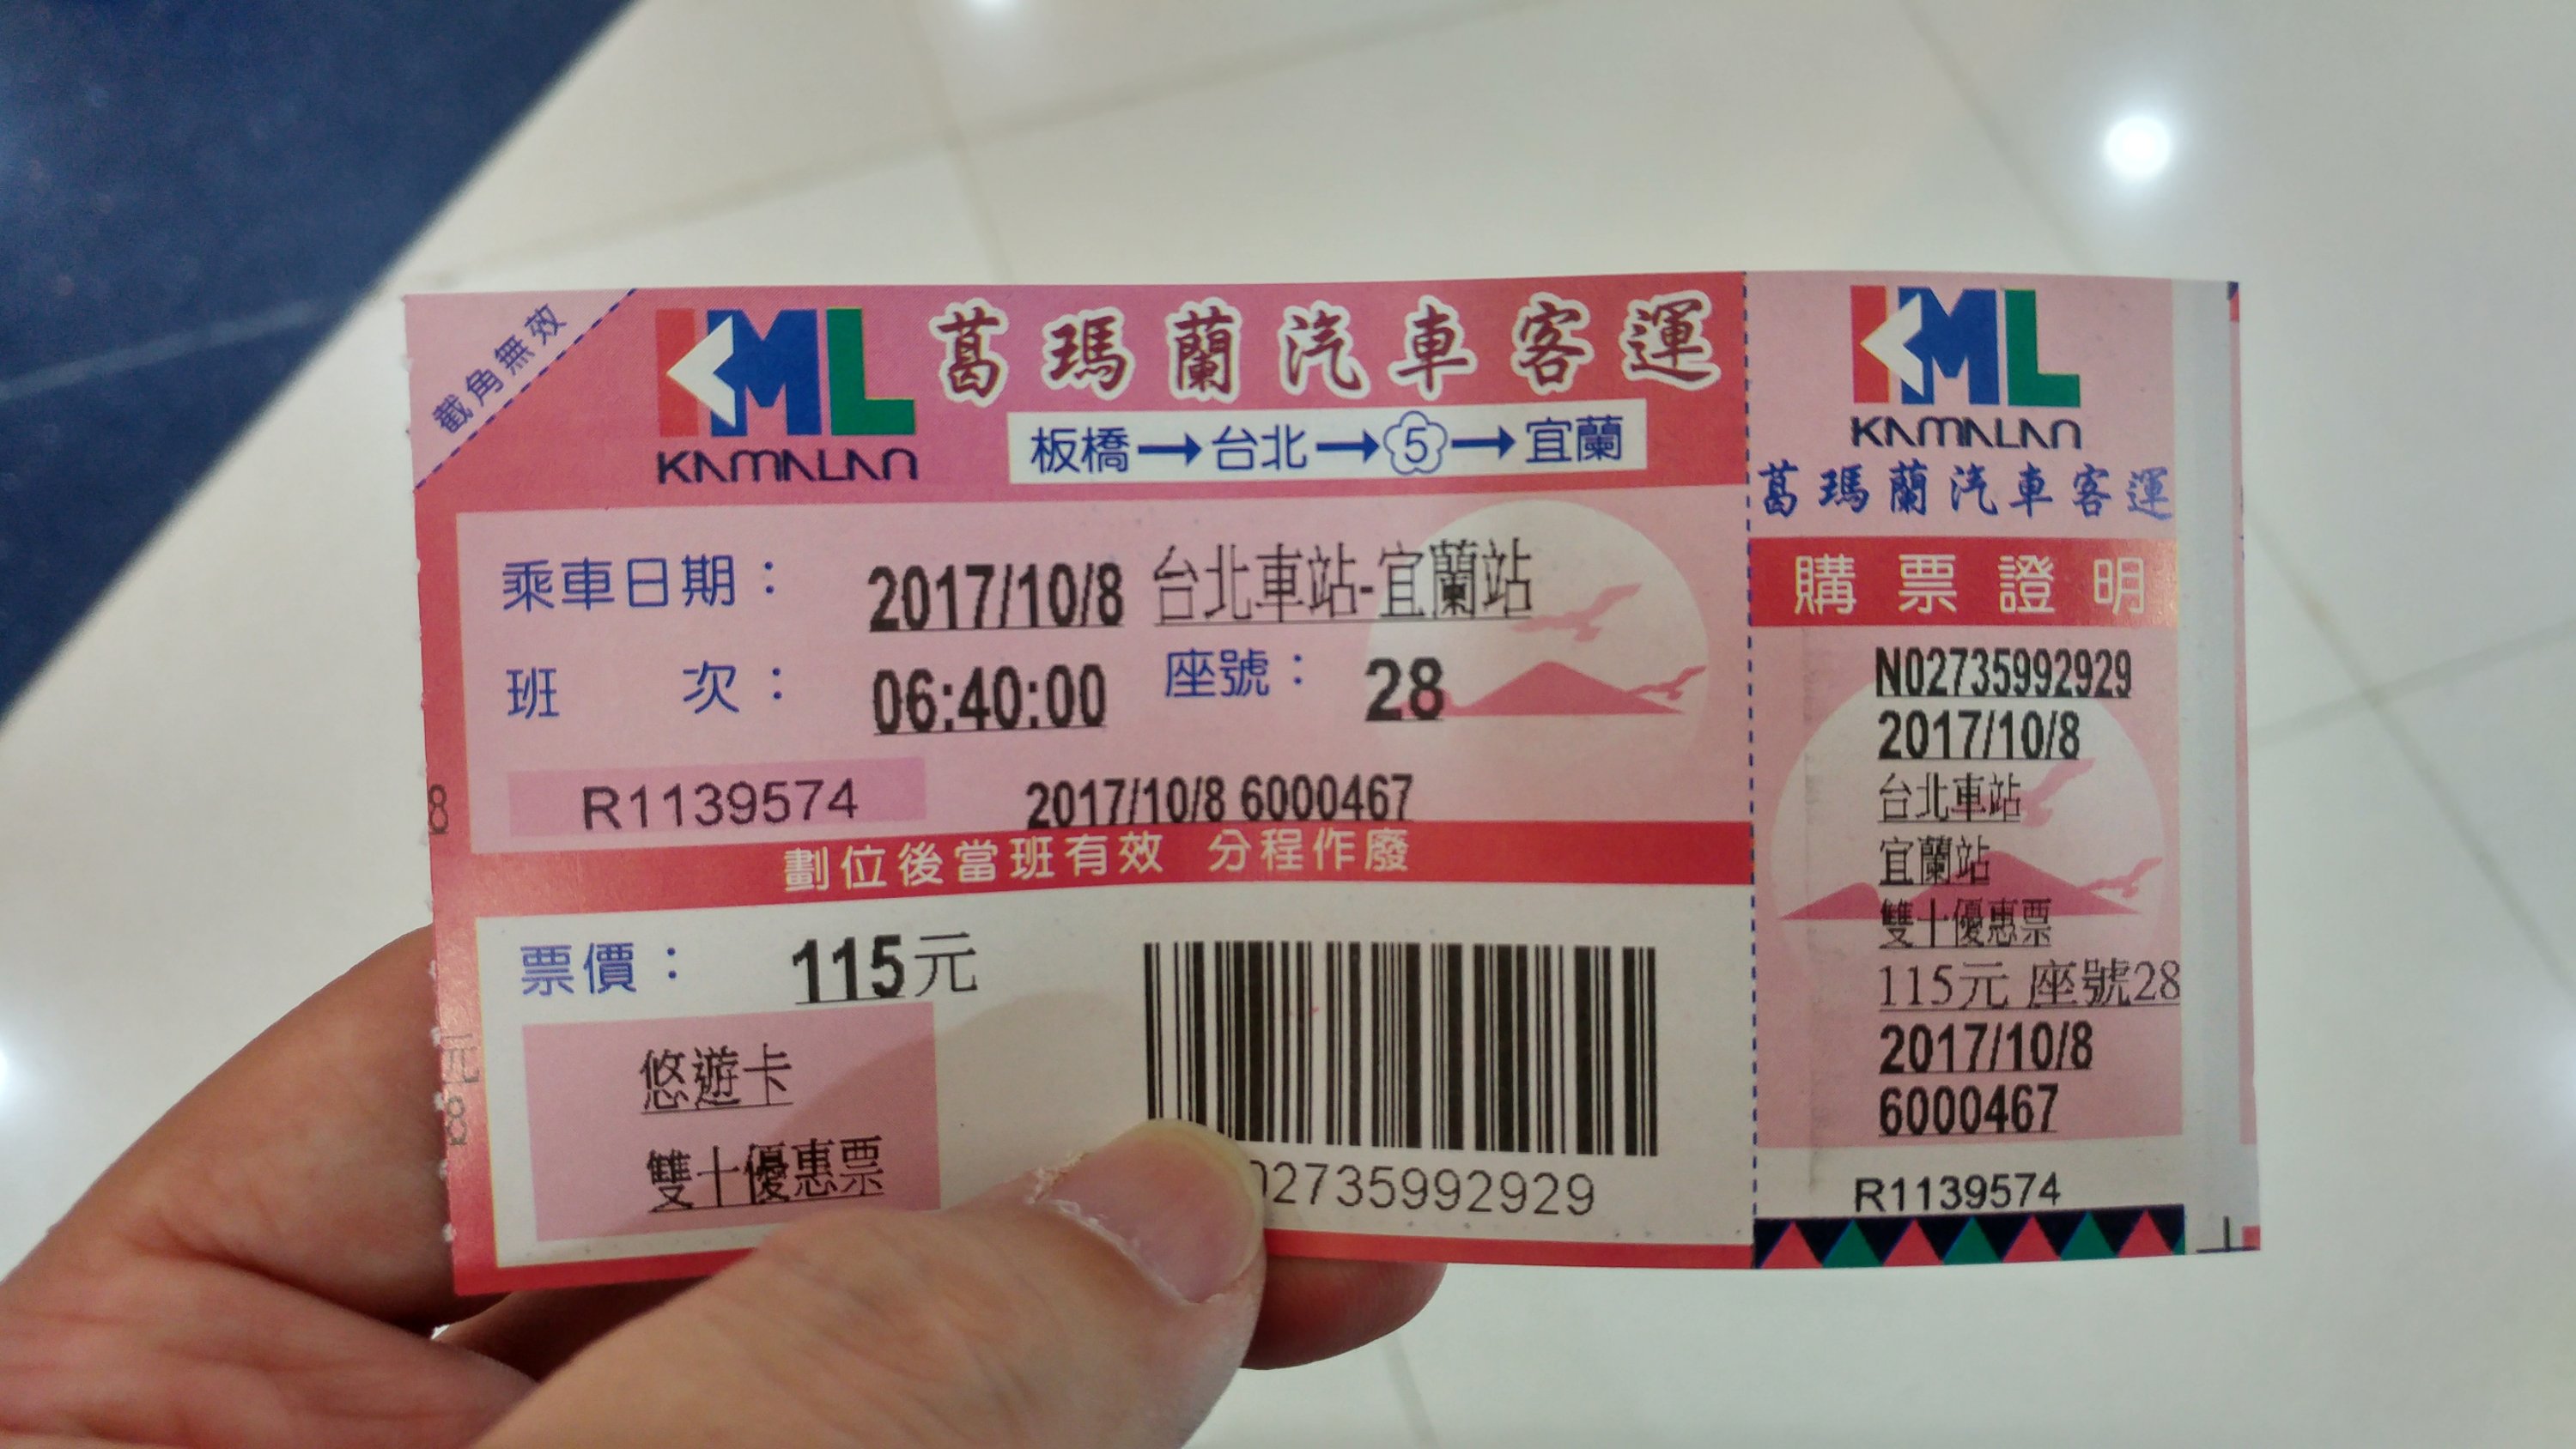 截角無效
KML
KAMALAN
葛瑪蘭汽車客運
板橋→台北→5→宜蘭
乘車日期： 2017/10/8 台北車站-宜蘭站
班 次： 06:40:00 座號： 28
R1139574 2017/10/8 6000467
劃位後當班有效 分程作廢
票價： 115元
悠遊卡
雙十優惠票
02735992929
KML
KAMALAN
葛瑪蘭汽車客運
購票證明
N02735992929
2017/10/8
台北車站
宜蘭站
雙十優惠票
115元 座號28
2017/10/8
6000467
R1139574
8
元
8